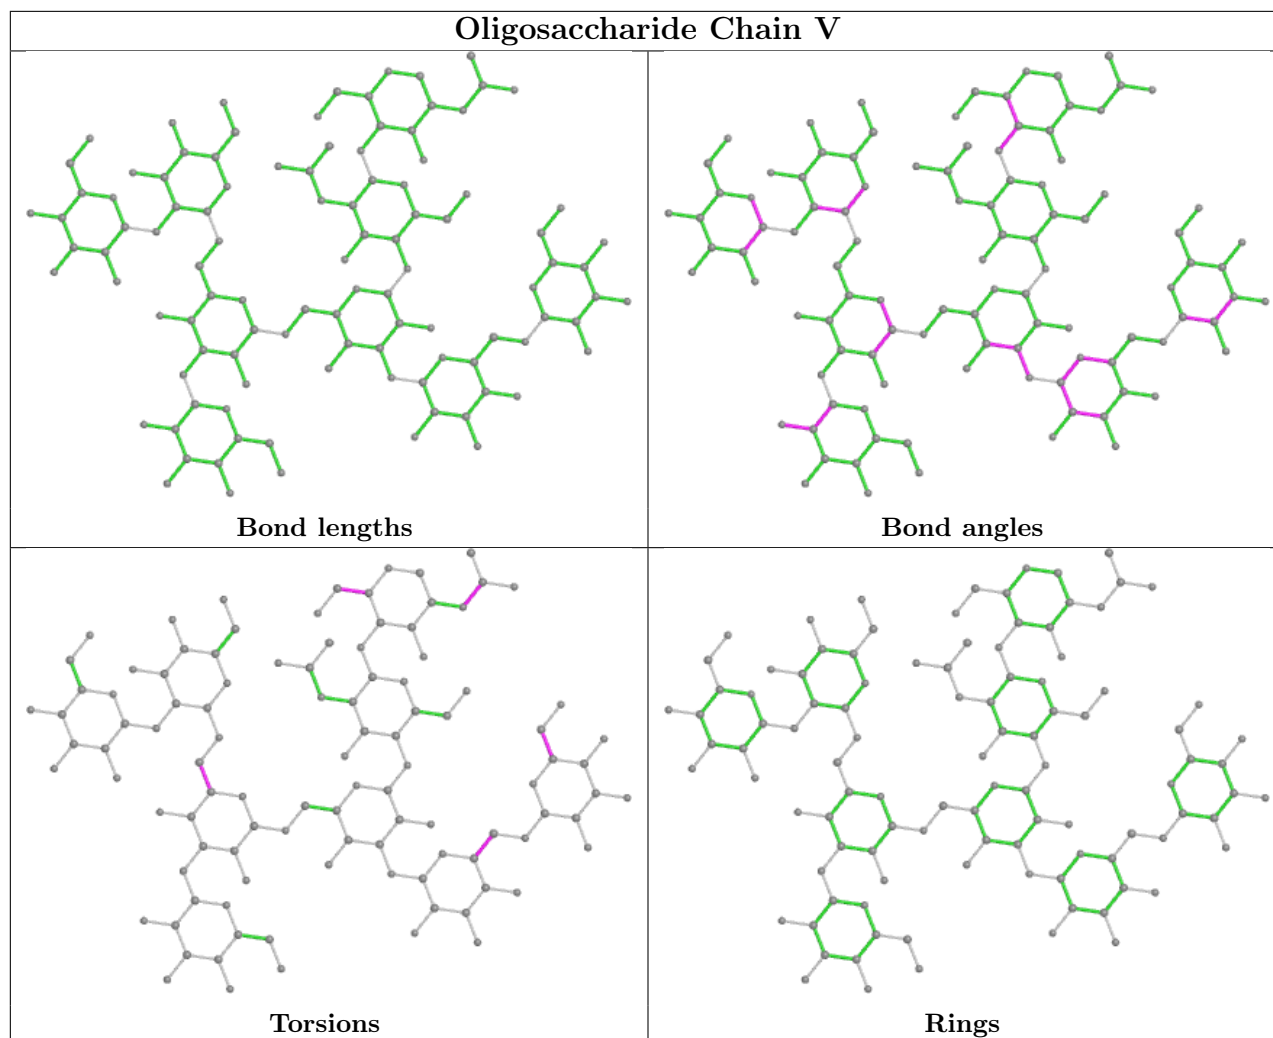 Oligosaccharide Chain V
Bond lengths
Bond angles
Torsions
Rings